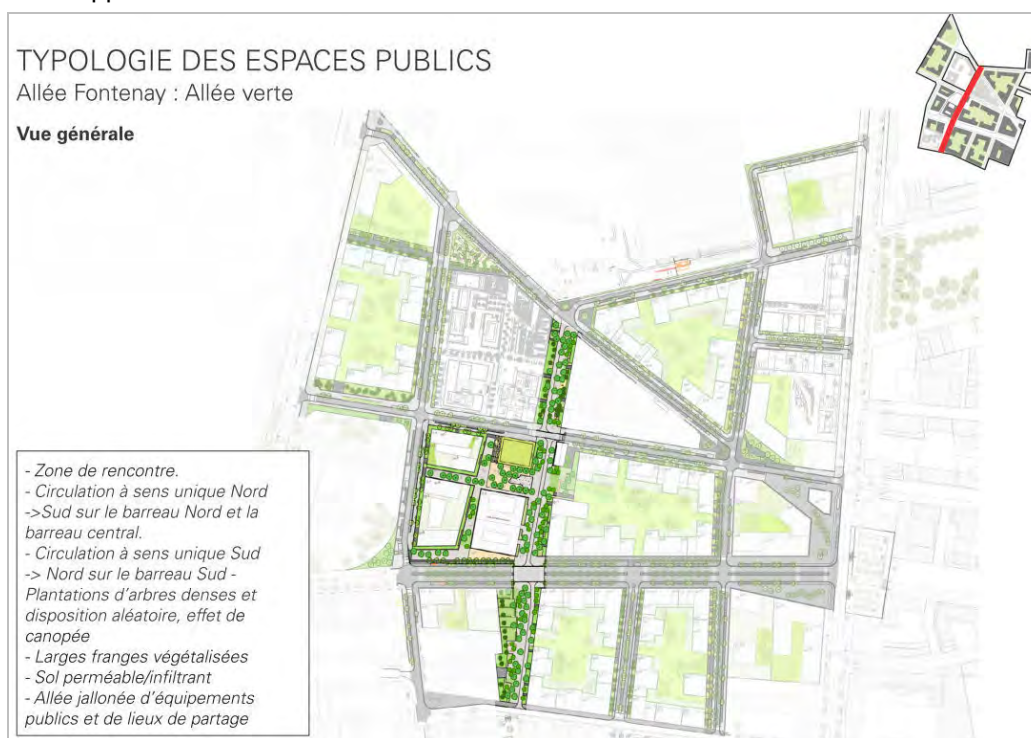 TYPOLOGIE DES ESPACES PUBLICS
Allée Fontenay : Allée verte
Vue générale
- Zone de rencontre.
- Circulation à sens unique Nord
->Sud sur le barreau Nord et la
barreau central.
- Circulation à sens unique Sud
-> Nord sur le barreau Sud -
Plantations d'arbres denses et
disposition aléatoire, effet de
canopée
- Larges franges végétalisées
- Sol perméable/infiltrant
- Allée jallonée d'équipements
publics et de lieux de partage